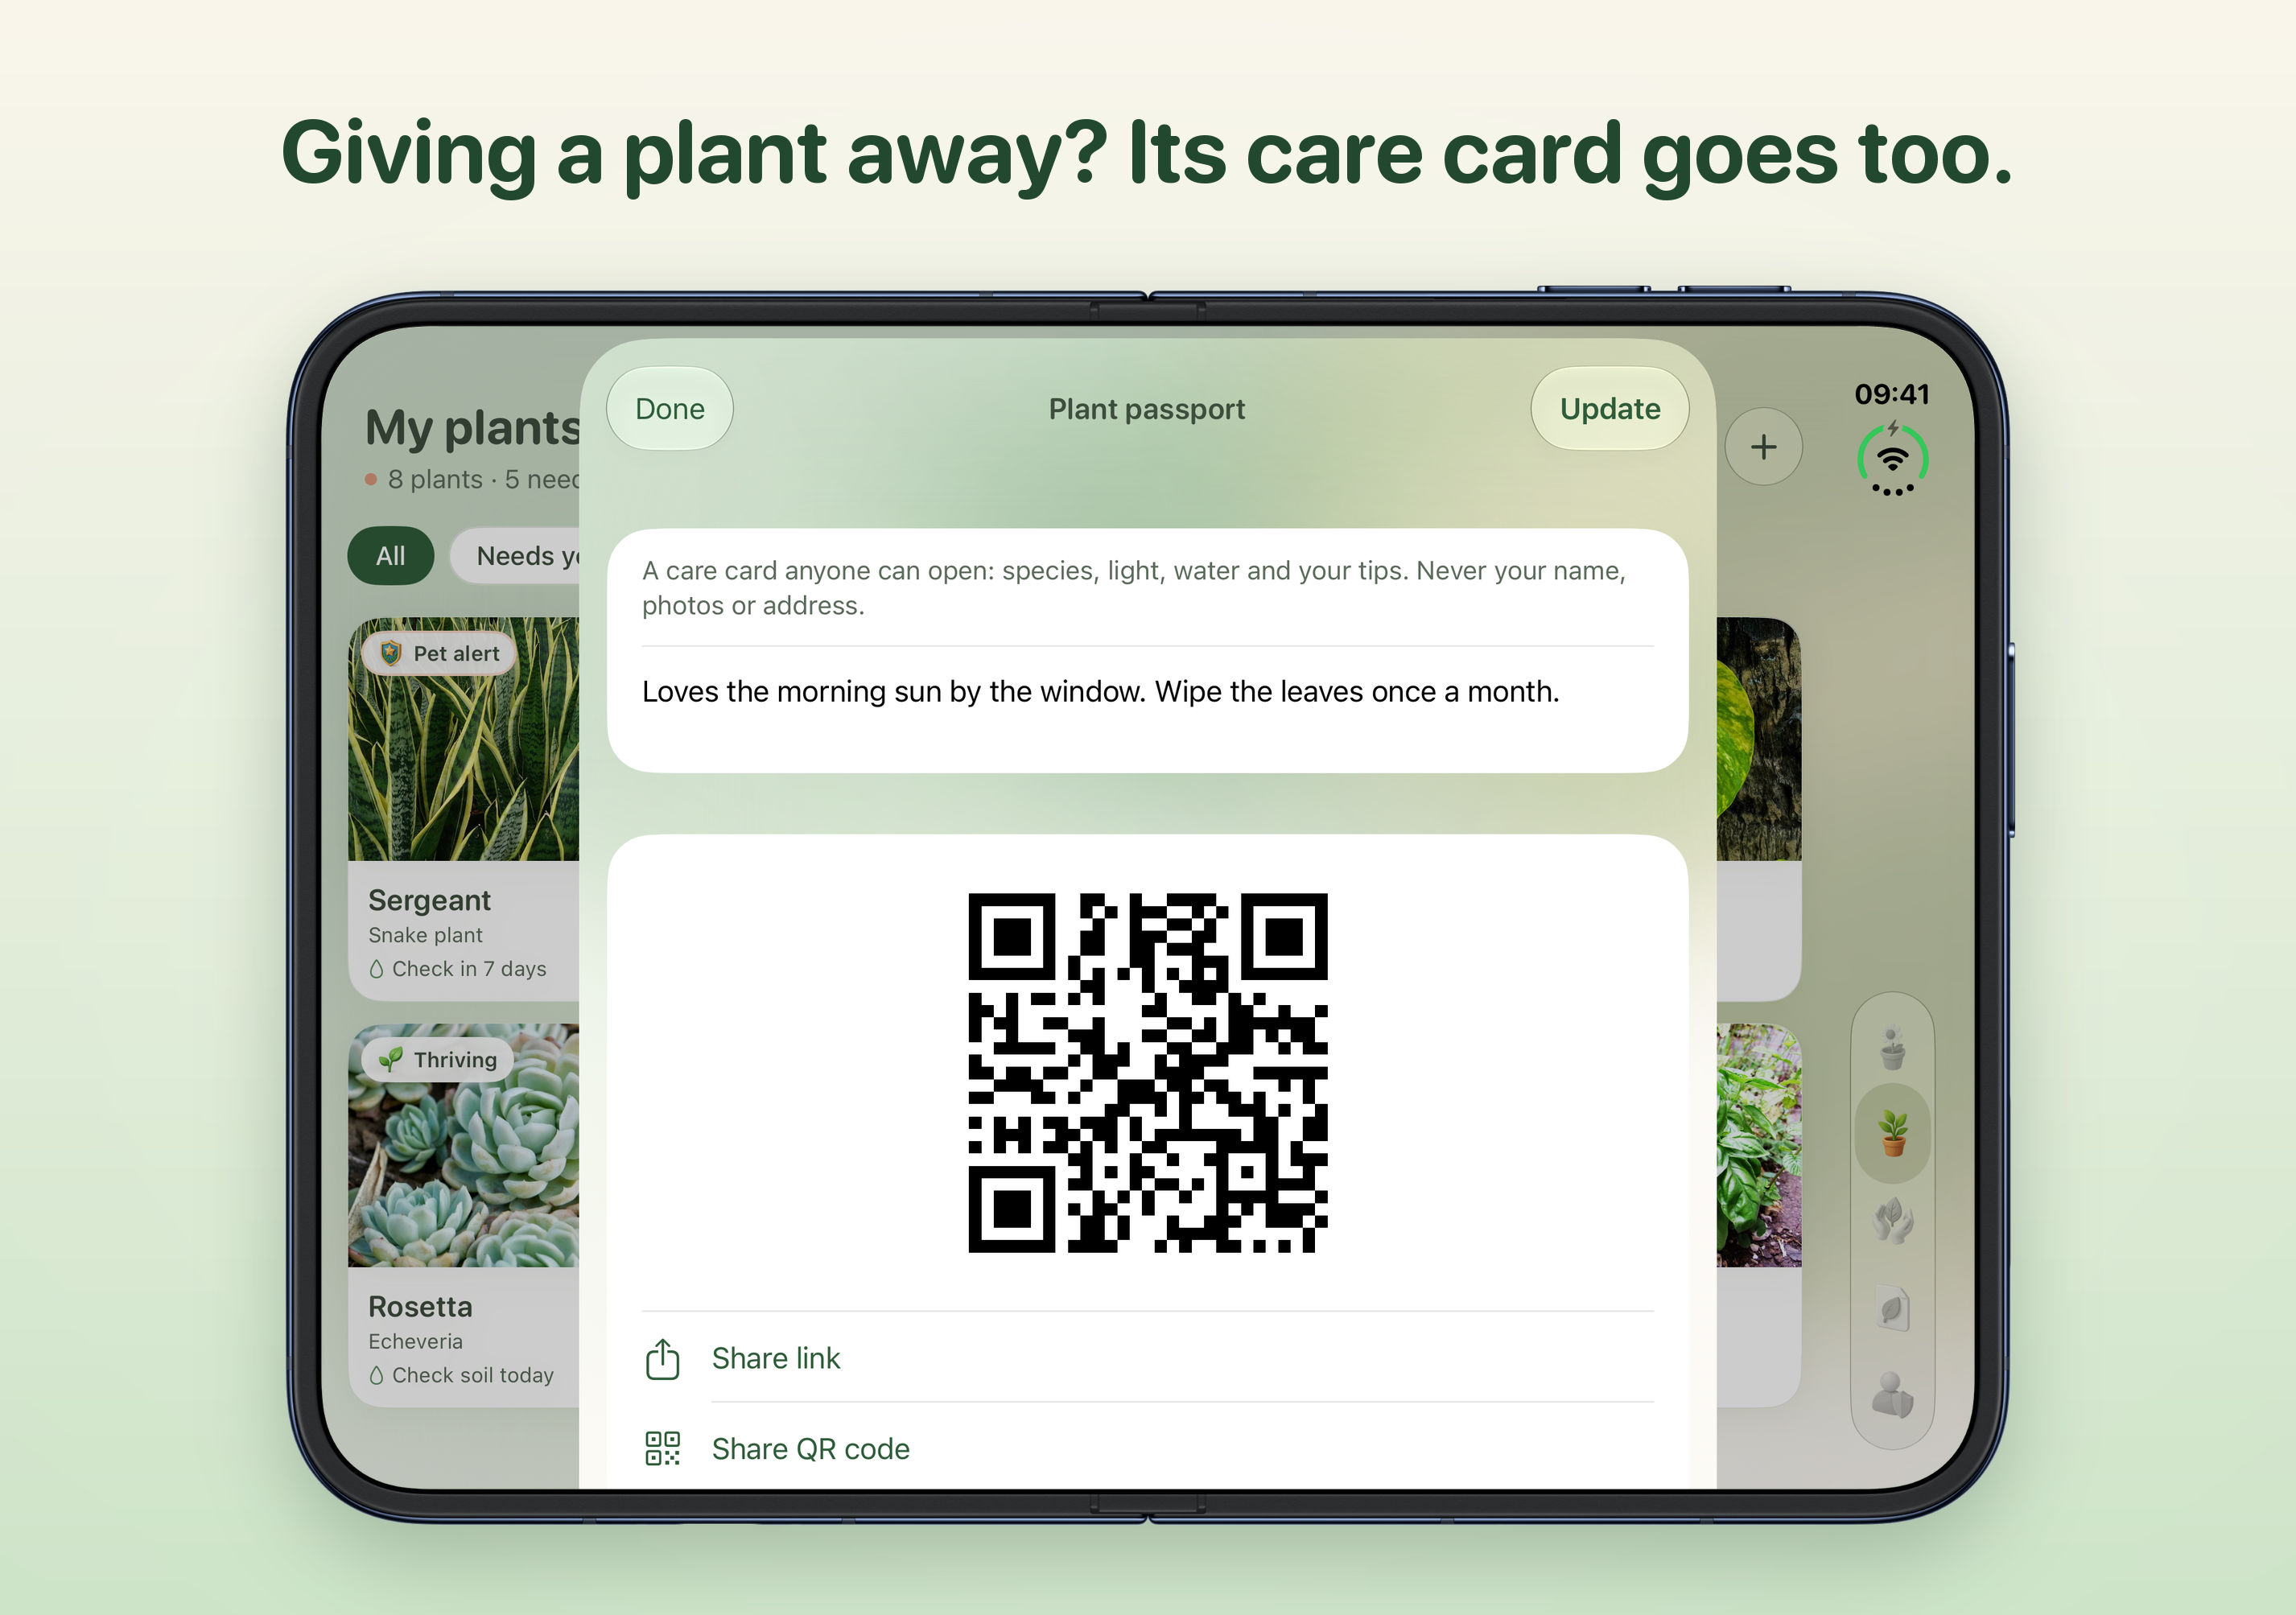 Giving a plant away? Its care card goes too.
My plants
8 plants · 5 need
All
Needs yo
Done
Plant passport
Update
09:41
A care card anyone can open: species, light, water and your tips. Never your name,
photos or address.
Loves the morning sun by the window. Wipe the leaves once a month.
Pet alert
Sergeant
Snake plant
Check in 7 days
Thriving
Rosetta
Echeveria
Check soil today
Share link
Share QR code